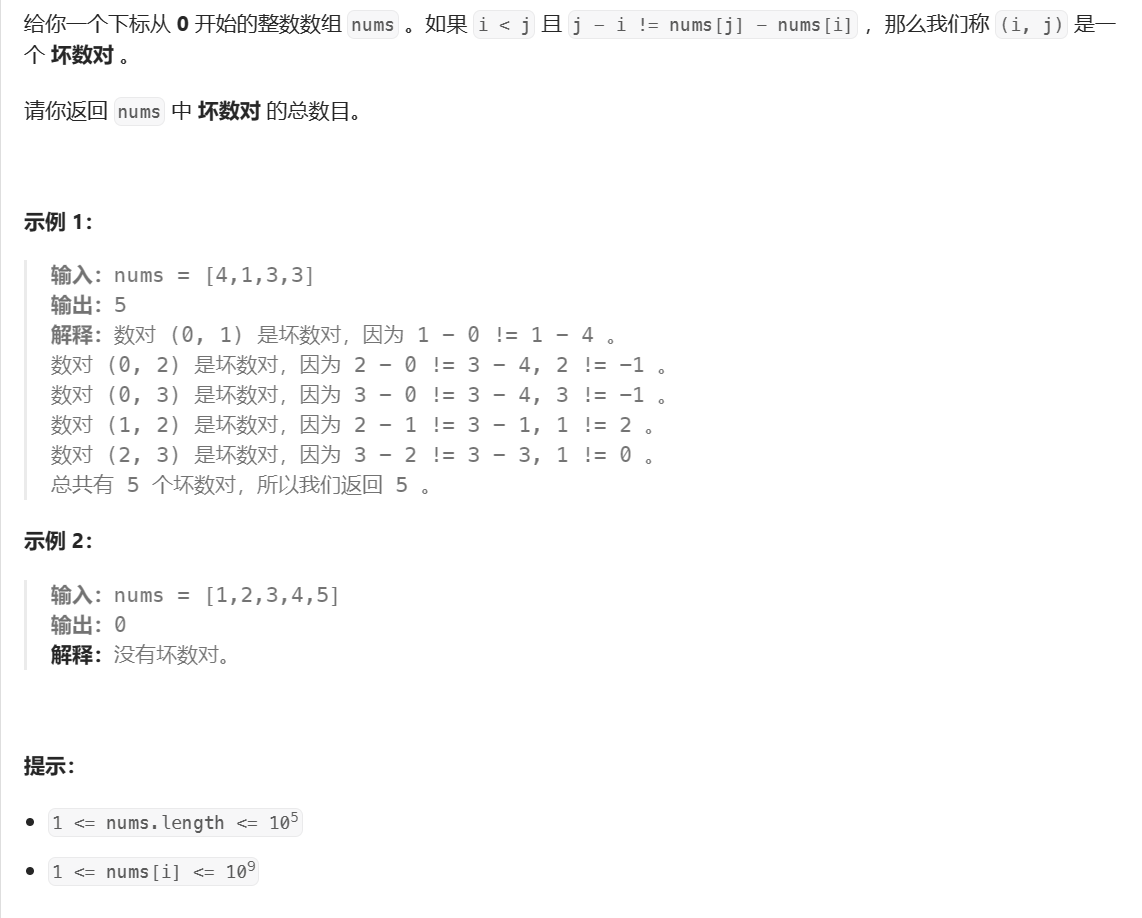 给你一个下标从 0 开始的整数数组 nums 。如果 i < j 且 j - i != nums[j] - nums[i] ，那么我们称 (i, j) 是一
个 坏数对 。
请你返回 nums 中 坏数对 的总数目。
示例 1：
输入：nums = [4,1,3,3]
输出：5
解释：数对 (0, 1) 是坏数对，因为 1 - 0 != 1 - 4 。
数对 (0, 2) 是坏数对，因为 2 - 0 != 3 - 4, 2 != -1 。
数对 (0, 3) 是坏数对，因为 3 - 0 != 3 - 4, 3 != -1 。
数对 (1, 2) 是坏数对，因为 2 - 1 != 3 - 1, 1 != 2 。
数对 (2, 3) 是坏数对，因为 3 - 2 != 3 - 3, 1 != 0 。
总共有 5 个坏数对，所以我们返回 5 。
示例 2：
输入：nums = [1,2,3,4,5]
输出：0
解释：没有坏数对。
提示：
• 1 <= nums.length <= 10⁵
• 1 <= nums[i] <= 10⁹